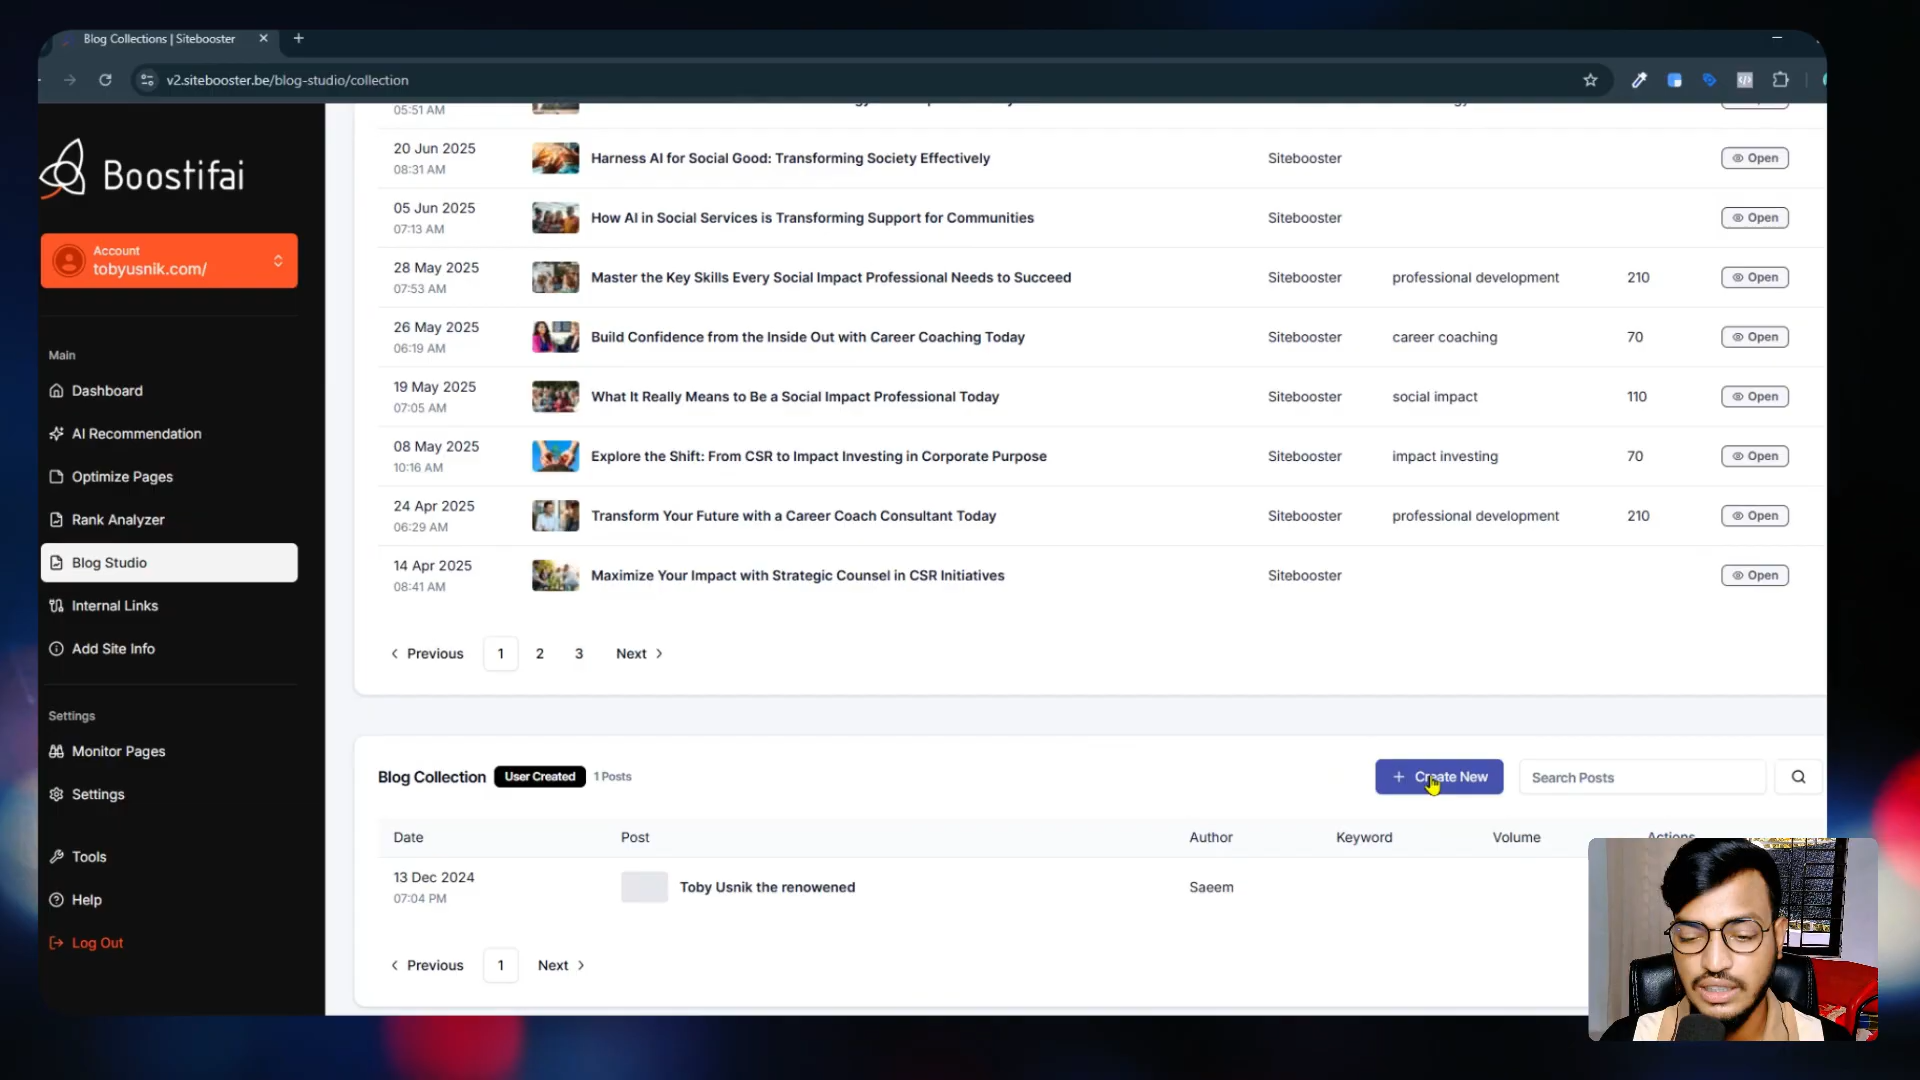 Blog Collections | Sitebooster
v2.sitebooster.be/blog-studio/collection
Boostifai
Account
tobyusnik.com/
Main
Dashboard
AI Recommendation
Optimize Pages
Rank Analyzer
Blog Studio
Internal Links
Add Site Info
Settings
Monitor Pages
Settings
Tools
Help
Log Out
05:51 AM
20 Jun 2025
08:31 AM
Harness AI for Social Good: Transforming Society Effectively
Sitebooster
Open
05 Jun 2025
07:13 AM
How AI in Social Services is Transforming Support for Communities
Sitebooster
Open
28 May 2025
07:53 AM
Master the Key Skills Every Social Impact Professional Needs to Succeed
Sitebooster
professional development
210
Open
26 May 2025
06:19 AM
Build Confidence from the Inside Out with Career Coaching Today
Sitebooster
career coaching
70
Open
19 May 2025
07:05 AM
What It Really Means to Be a Social Impact Professional Today
Sitebooster
social impact
110
Open
08 May 2025
10:16 AM
Explore the Shift: From CSR to Impact Investing in Corporate Purpose
Sitebooster
impact investing
70
Open
24 Apr 2025
06:29 AM
Transform Your Future with a Career Coach Consultant Today
Sitebooster
professional development
210
Open
14 Apr 2025
08:41 AM
Maximize Your Impact with Strategic Counsel in CSR Initiatives
Sitebooster
Open
Previous 1 2 3 Next
Blog Collection User Created 1 Posts
Create New
Search Posts
Date Post Author Keyword Volume Actions
13 Dec 2024
07:04 PM
Toby Usnik the renowened
Saeem
Previous 1 Next